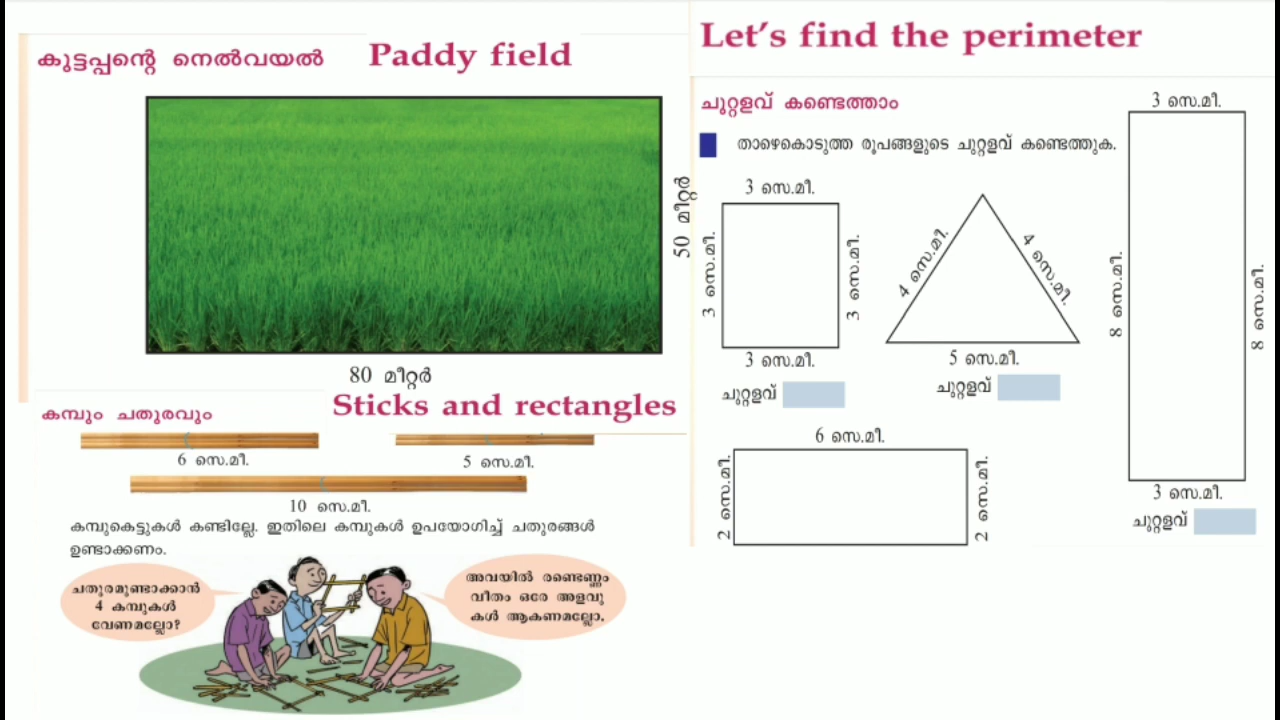 കുട്ടപ്പന്റെ നെൽവയൽ Paddy field
50 മീറ്റർ
80 മീറ്റർ
കമ്പും ചതുരവും Sticks and rectangles
6 സെ.മീ.
5 സെ.മീ.
10 സെ.മീ.
കമ്പുകെട്ടുകൾ കണ്ടില്ലേ. ഇതിലെ കമ്പുകൾ ഉപയോഗിച്ച് ചതുരങ്ങൾ
ഉണ്ടാക്കണം.
ചതുരമുണ്ടാക്കാൻ
4 കമ്പുകൾ
വേണമല്ലോ?
അവയിൽ രണ്ടെണ്ണം
വീതം ഒരേ അളവു
കൾ ആകണമല്ലോ.
Let's find the perimeter
ചുറ്റളവ് കണ്ടെത്താം
താഴെകൊടുത്ത രൂപങ്ങളുടെ ചുറ്റളവ് കണ്ടെത്തുക.
3 സെ.മീ.
3 സെ.മീ.
3 സെ.മീ.
3 സെ.മീ.
ചുറ്റളവ്
4 സെ.മീ.
4 സെ.മീ.
5 സെ.മീ.
ചുറ്റളവ്
3 സെ.മീ.
8 സെ.മീ.
8 സെ.മീ.
3 സെ.മീ.
ചുറ്റളവ്
6 സെ.മീ.
2 സെ.മീ.
2 സെ.മീ.